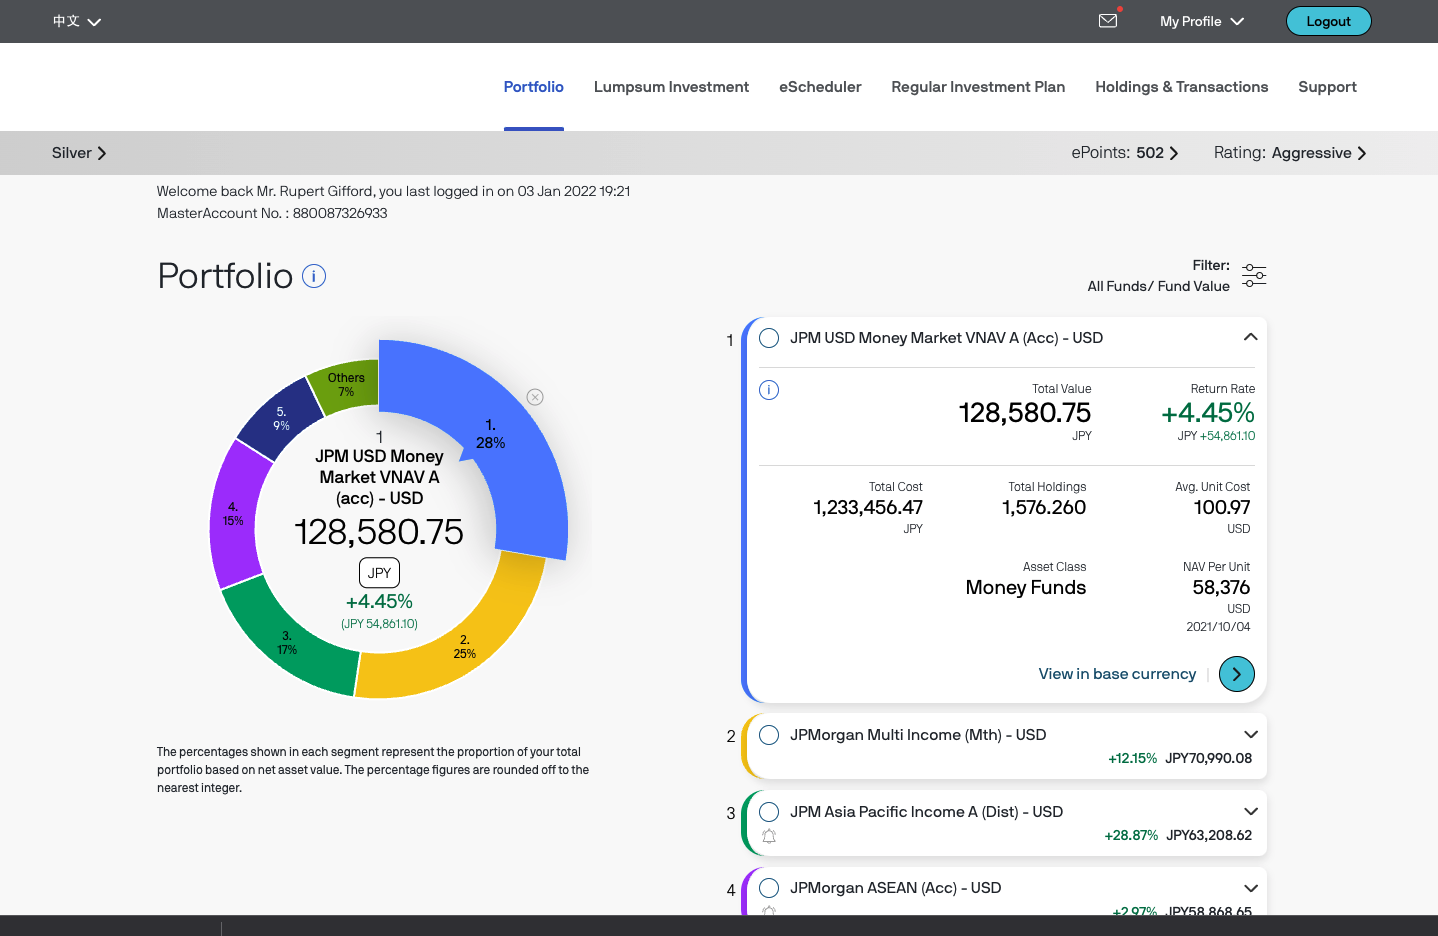 中文
My Profile
Logout
Portfolio
Lumpsum Investment
eScheduler
Regular Investment Plan
Holdings & Transactions
Support
Silver
ePoints: 502
Rating: Aggressive
Welcome back Mr. Rupert Gifford, you last logged in on 03 Jan 2022 19:21
MasterAccount No. : 880087326933
Portfolio
i
Filter:
All Funds/ Fund Value
Others
7%
5.
9%
4.
15%
3.
17%
2.
25%
1.
28%
1
JPM USD Money
Market VNAV A
(acc) - USD
128,580.75
JPY
+4.45%
(JPY 54,861.10)
The percentages shown in each segment represent the proportion of your total
portfolio based on net asset value. The percentage figures are rounded off to the
nearest integer.
1
JPM USD Money Market VNAV A (Acc) - USD
i
Total Value
128,580.75
JPY
Return Rate
+4.45%
JPY +54,861.10
Total Cost
1,233,456.47
JPY
Total Holdings
1,576.260
Avg. Unit Cost
100.97
USD
Asset Class
Money Funds
NAV Per Unit
58,376
USD
2021/10/04
View in base currency
2
JPMorgan Multi Income (Mth) - USD
+12.15% JPY70,990.08
3
JPM Asia Pacific Income A (Dist) - USD
+28.87% JPY63,208.62
4
JPMorgan ASEAN (Acc) - USD
+2.97% JPY58,868.65